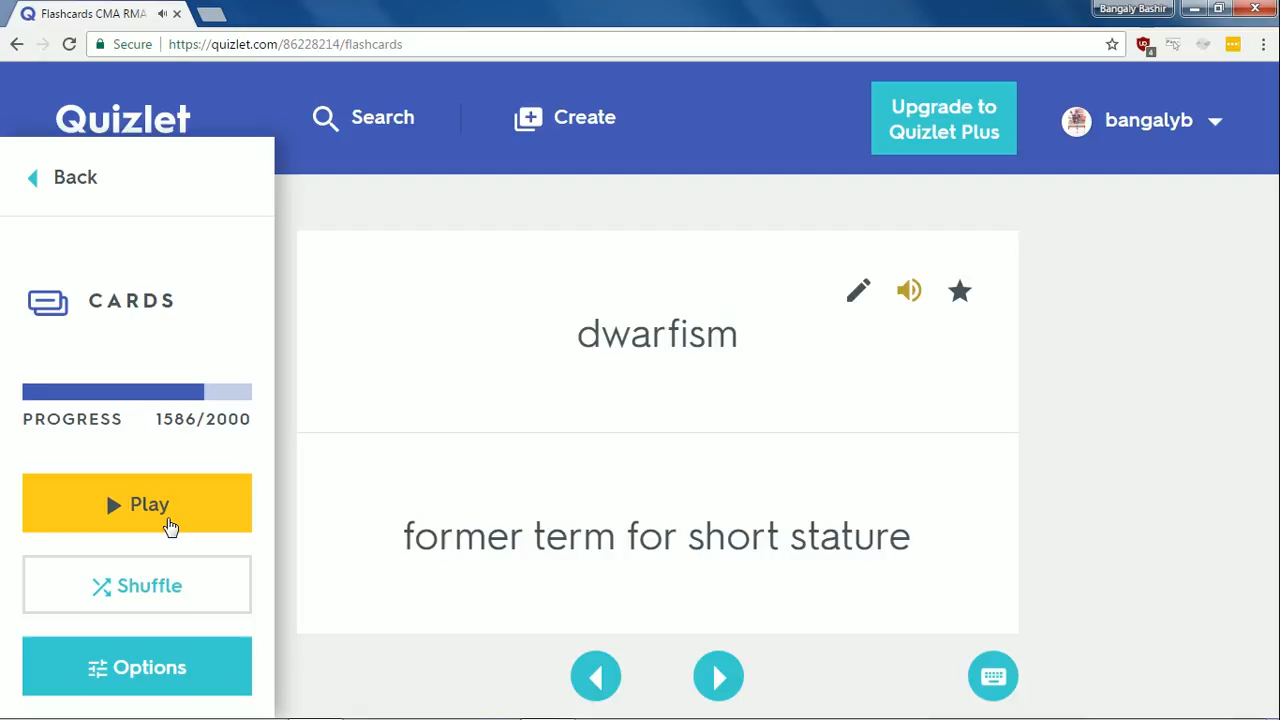 Flashcards CMA RMA
Bangaly Bashir
Secure
https://quizlet.com/86228214/flashcards
4
Quizlet
Search
Create
Upgrade to
Quizlet Plus
bangalyb
Back
CARDS
PROGRESS 1586/2000
Play
Shuffle
Options
dwarfism
former term for short stature